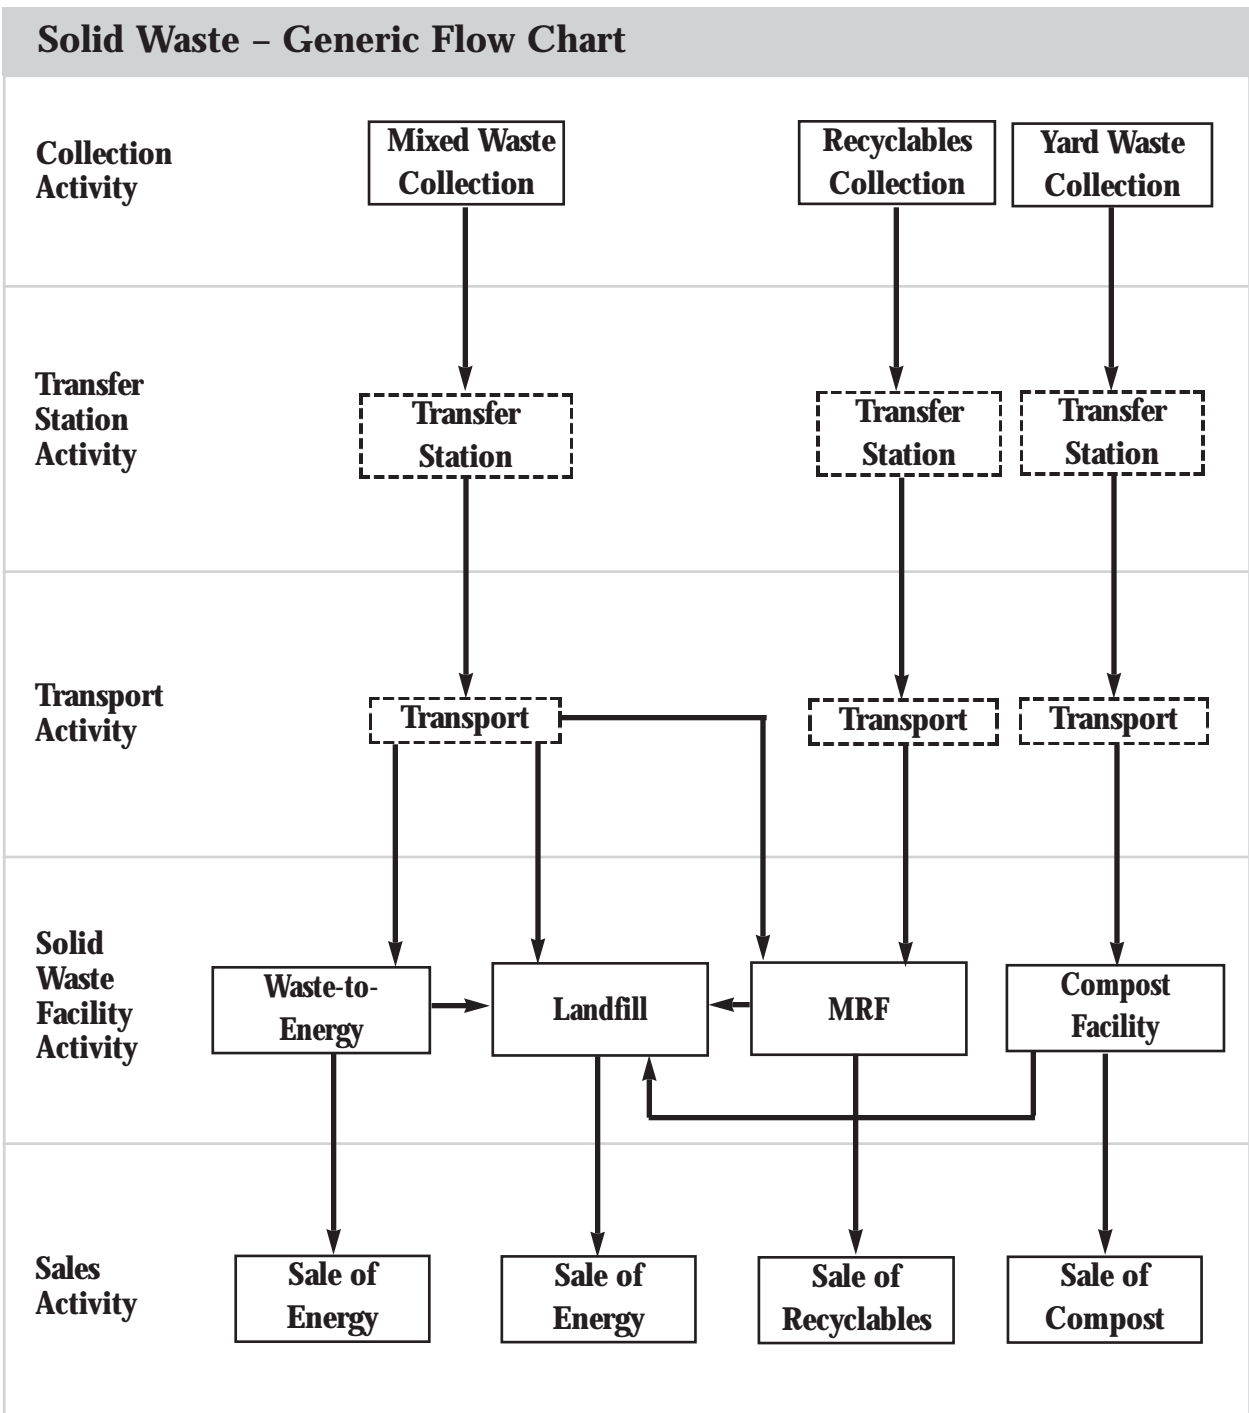 Solid Waste – Generic Flow Chart
Collection
Activity
Mixed Waste
Collection
Recyclables
Collection
Yard Waste
Collection
Transfer
Station
Activity
Transfer
Station
Transfer
Station
Transfer
Station
Transport
Activity
Transport
Transport
Transport
Solid
Waste
Facility
Activity
Waste-to-
Energy
Landfill
MRF
Compost
Facility
Sales
Activity
Sale of
Energy
Sale of
Energy
Sale of
Recyclables
Sale of
Compost